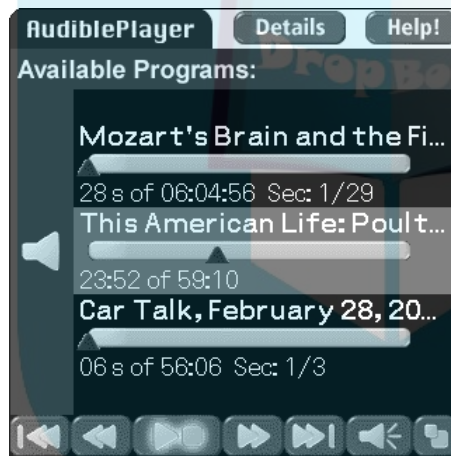 AudiblePlayer Details Help!
Drop Bo
Available Programs:
Mozart's Brain and the Fi...
28 s of 06:04:56 Sec: 1/29
This American Life: Poult...
23:52 of 59:10
Car Talk, February 28, 20...
06 s of 56:06 Sec: 1/3